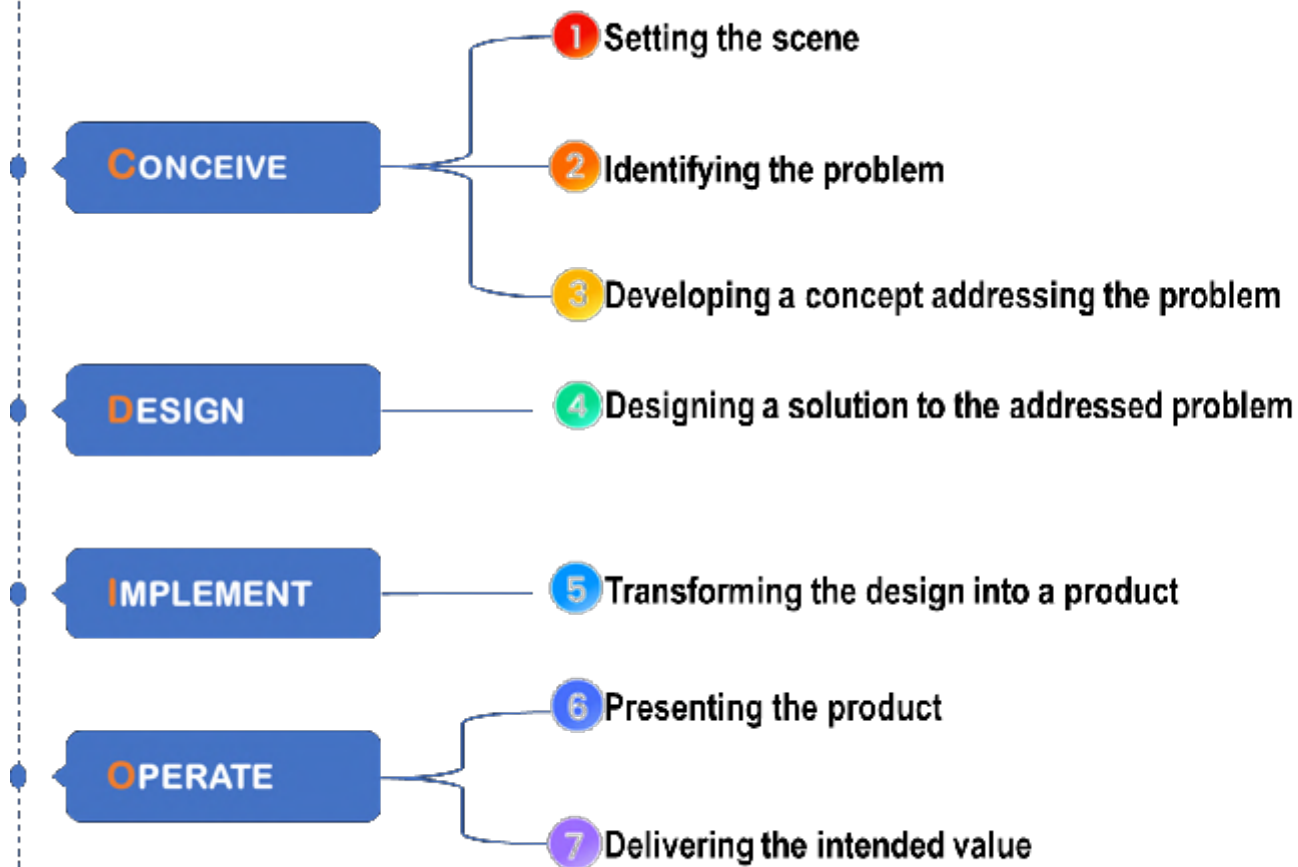 1 Setting the scene
CONCEIVE
2 Identifying the problem
3 Developing a concept addressing the problem
DESIGN
4 Designing a solution to the addressed problem
IMPLEMENT
5 Transforming the design into a product
6 Presenting the product
OPERATE
7 Delivering the intended value